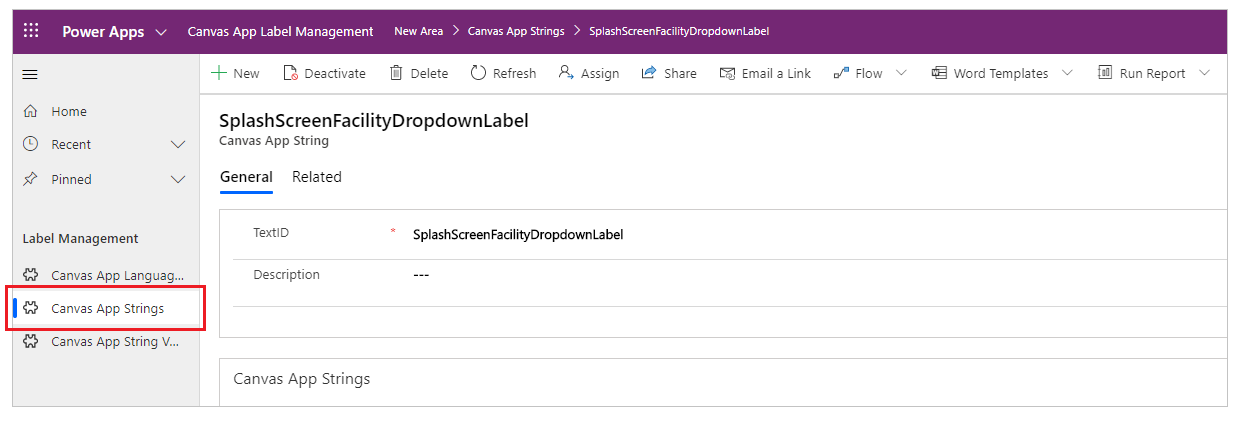 Power Apps Canvas App Label Management New Area Canvas App Strings SplashScreenFacilityDropdownLabel
New Deactivate Delete Refresh Assign Share Email a Link Flow Word Templates Run Report
Home
Recent
Pinned
Label Management
Canvas App Languag...
Canvas App Strings
Canvas App String V...
SplashScreenFacilityDropdownLabel
Canvas App String
General Related
TextID * SplashScreenFacilityDropdownLabel
Description ---
Canvas App Strings